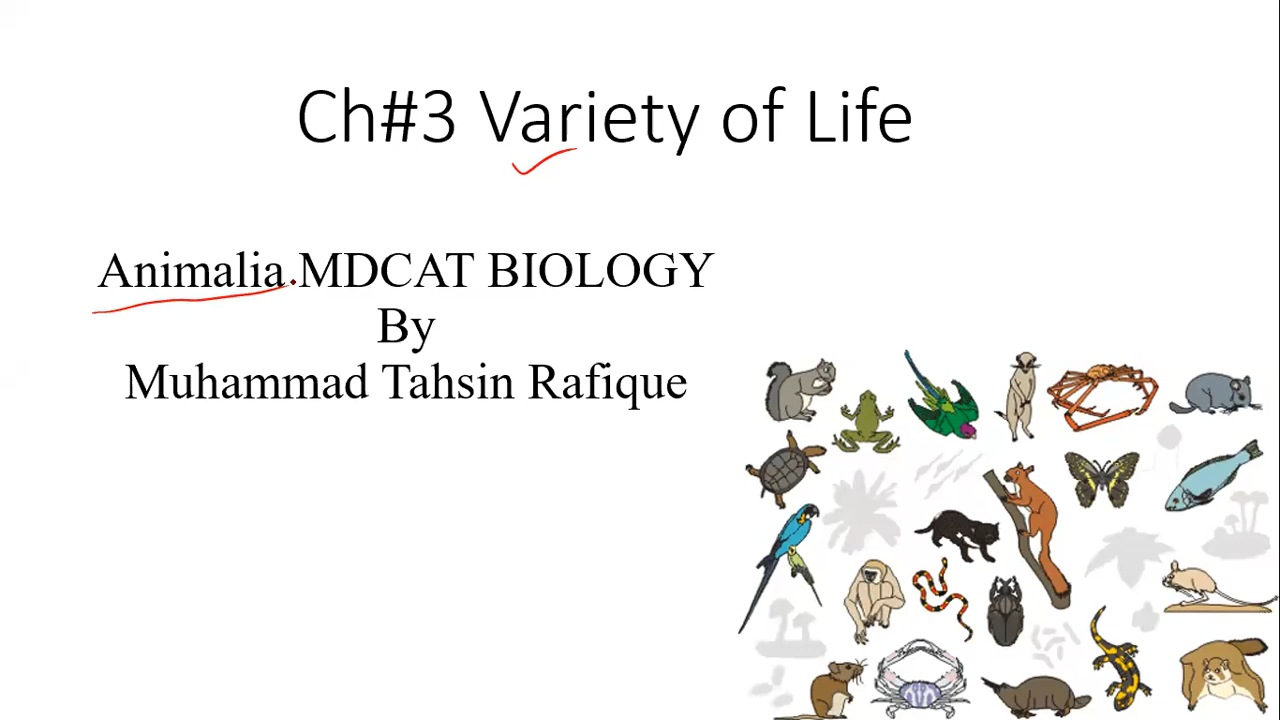 Ch#3 Variety of Life
Animalia.MDCAT BIOLOGY
By
Muhammad Tahsin Rafique